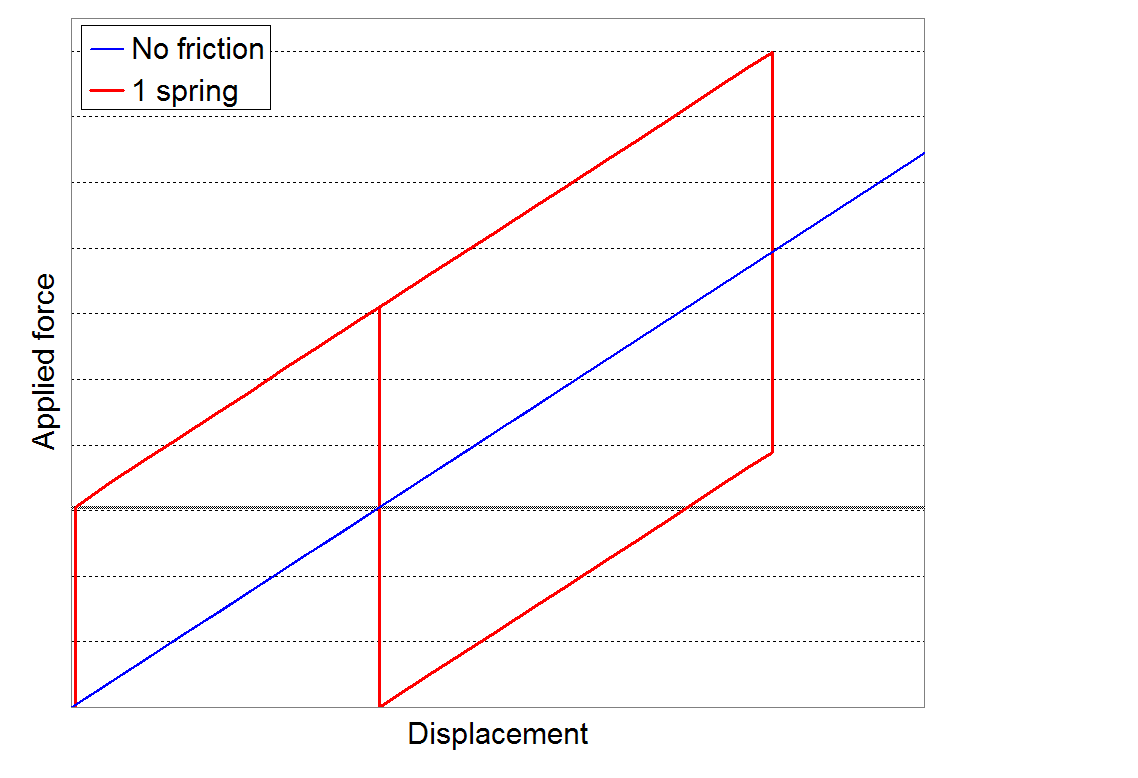 No friction
1 spring
Applied force
Displacement